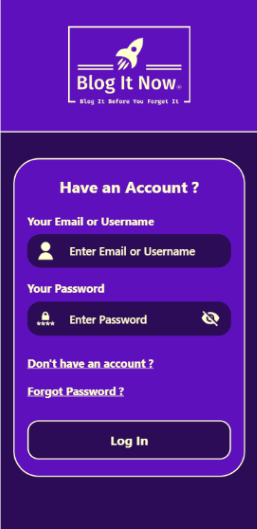 Blog It Now®
Blog It Before You Forget It
Have an Account ?
Your Email or Username
Enter Email or Username
Your Password
****
Enter Password
Don't have an account ?
Forgot Password ?
Log In